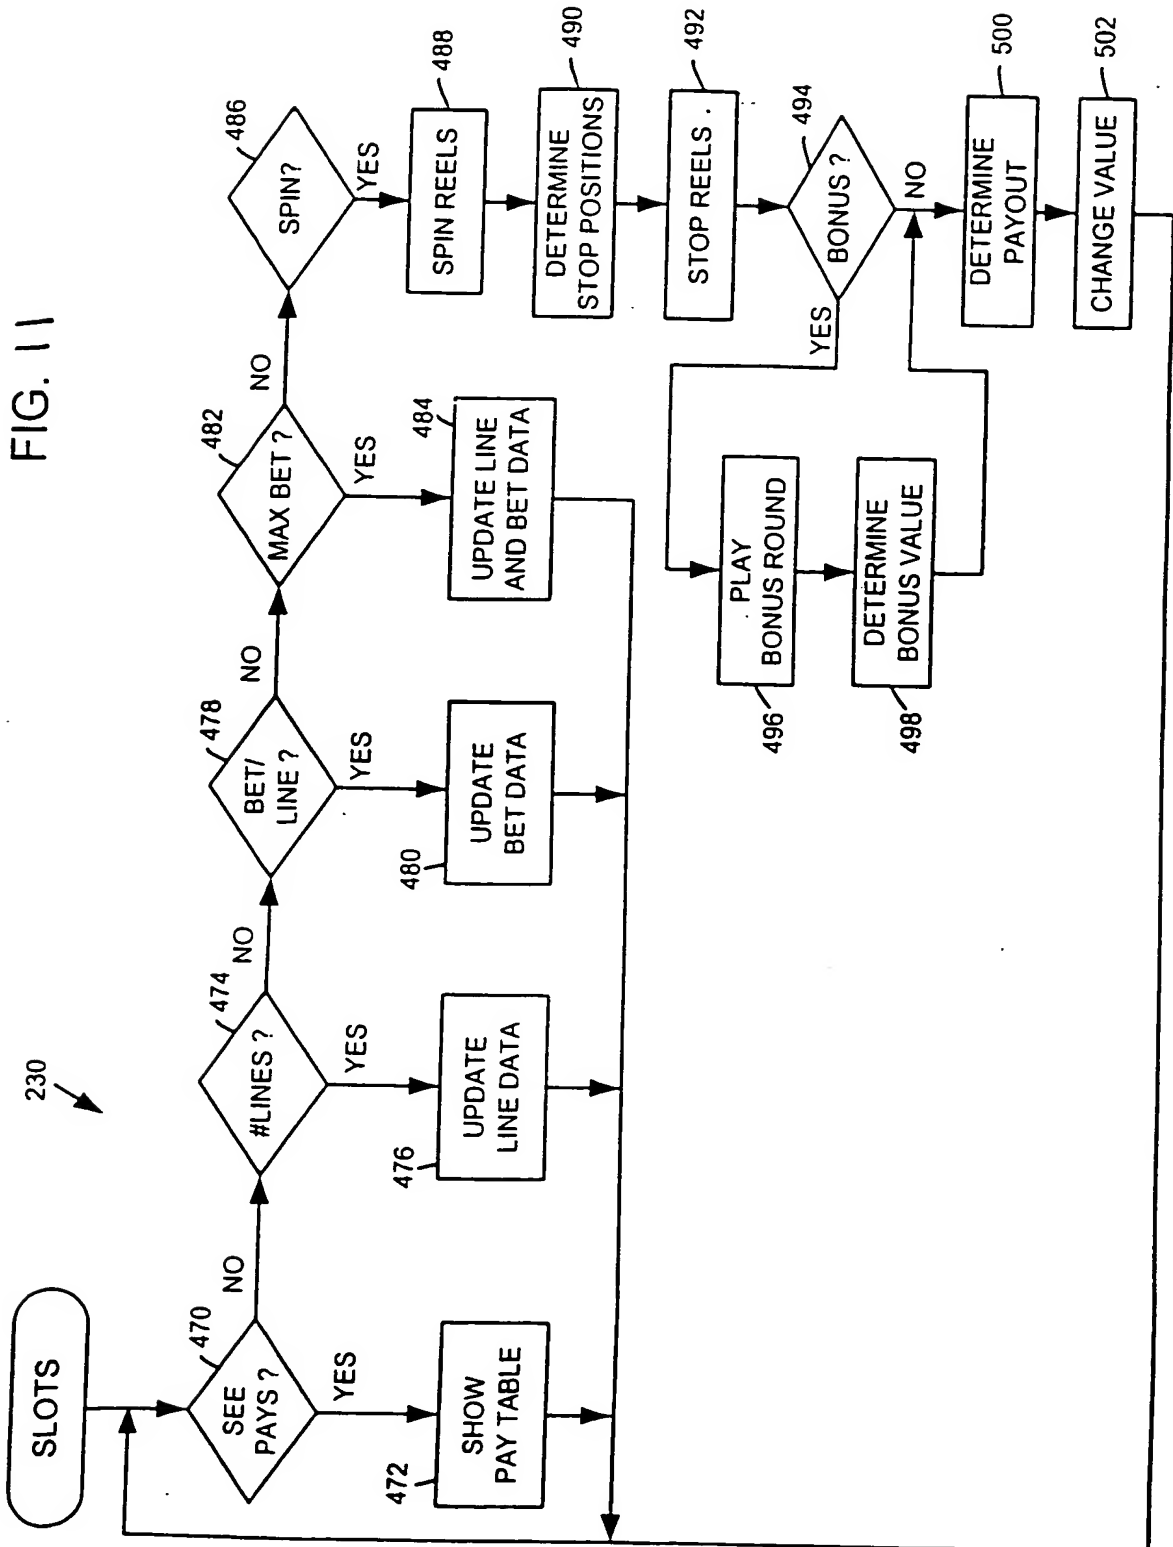 FIG. 11
230
SLOTS
470
SEE
PAYS ?
NO
YES
472
SHOW
PAY TABLE
474
#LINES ?
NO
YES
476
UPDATE
LINE DATA
478
BET/
LINE ?
NO
YES
480
UPDATE
BET DATA
482
MAX BET ?
NO
YES
484
UPDATE LINE
AND BET DATA
486
SPIN?
YES
488
SPIN REELS
490
DETERMINE
STOP POSITIONS
492
STOP REELS
494
BONUS ?
YES
NO
496
PLAY
BONUS ROUND
498
DETERMINE
BONUS VALUE
500
DETERMINE
PAYOUT
502
CHANGE VALUE